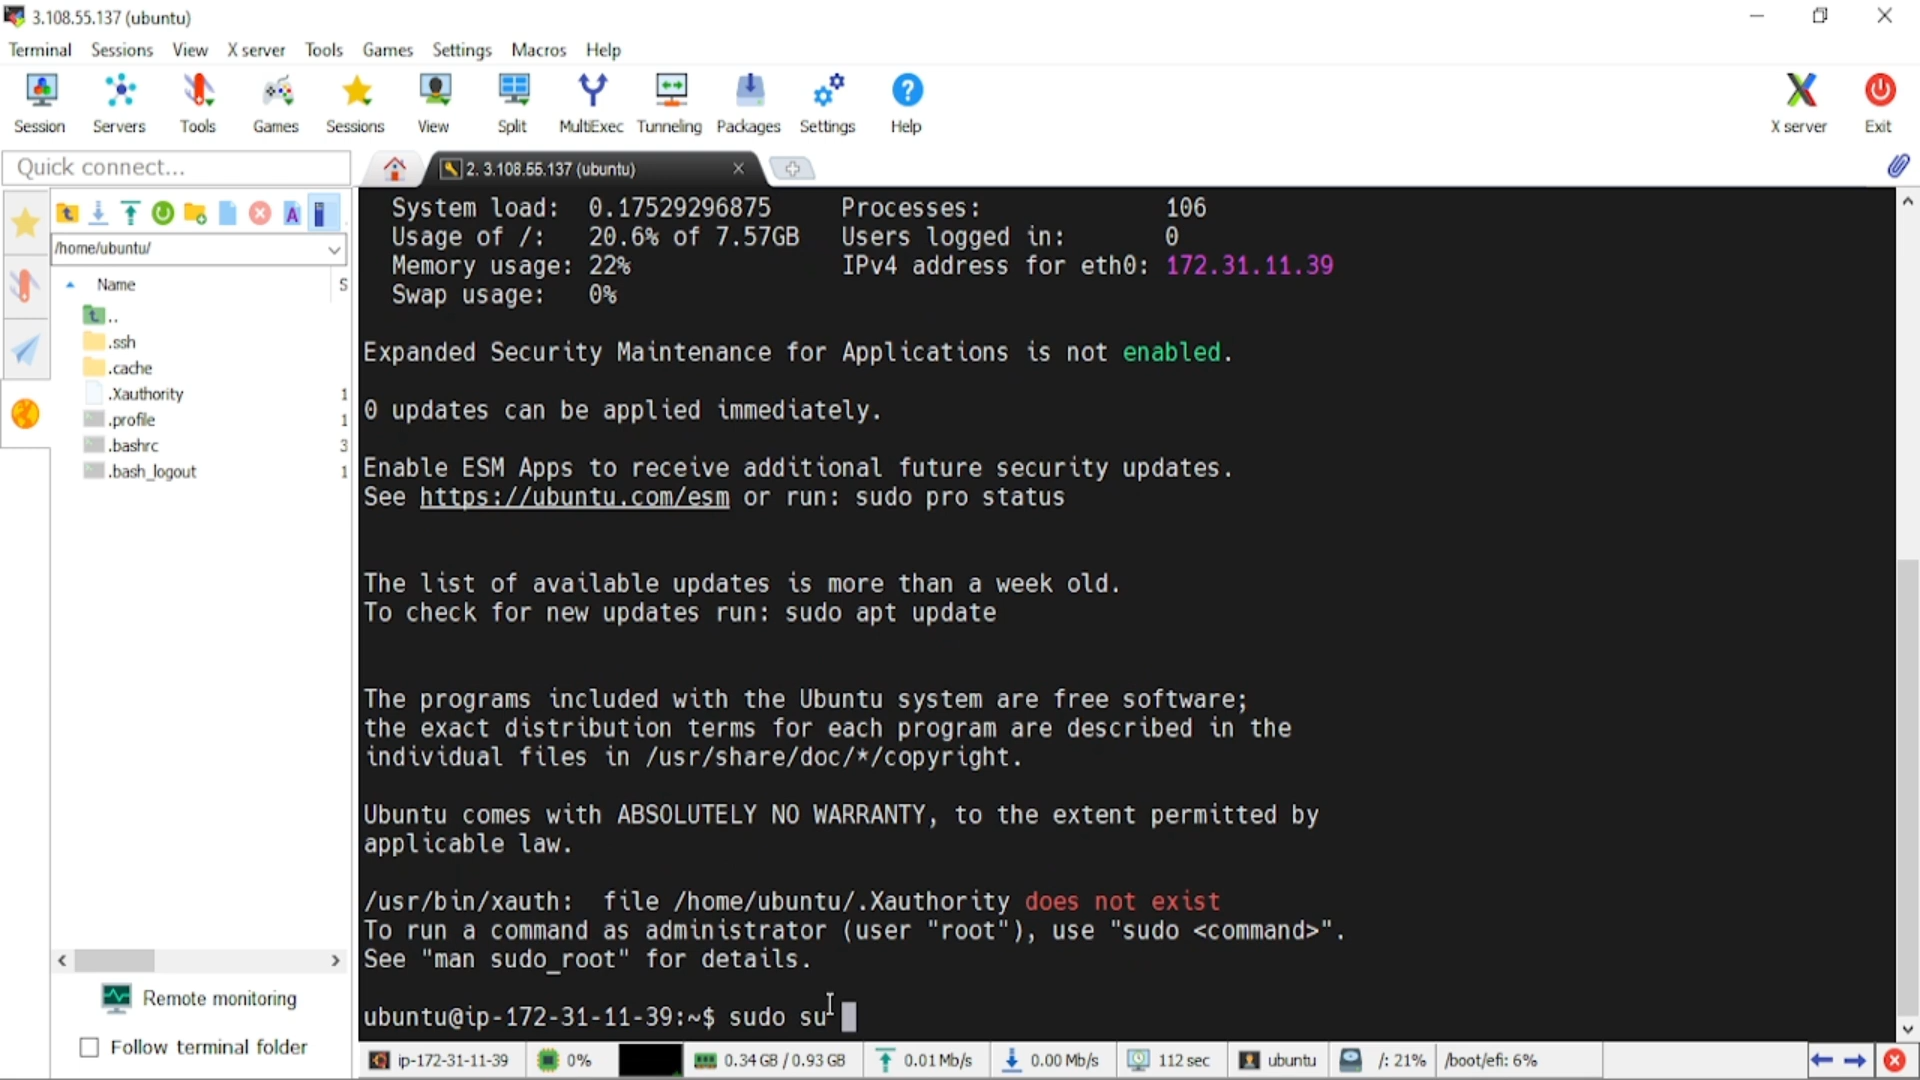 3.108.55.137 (ubuntu)
Terminal Sessions View X server Tools Games Settings Macros Help
Session Servers Tools Games Sessions View Split MultiExec Tunneling Packages Settings Help X server Exit
Quick connect...
2. 3.108.55.137 (ubuntu)
/home/ubuntu/
Name S
..
.ssh
.cache
.Xauthority 1
.profile 1
.bashrc 3
.bash_logout 1
Remote monitoring
Follow terminal folder
System load: 0.17529296875 Processes: 106
Usage of /: 20.6% of 7.57GB Users logged in: 0
Memory usage: 22% IPv4 address for eth0: 172.31.11.39
Swap usage: 0%
Expanded Security Maintenance for Applications is not enabled.
0 updates can be applied immediately.
Enable ESM Apps to receive additional future security updates.
See https://ubuntu.com/esm or run: sudo pro status
The list of available updates is more than a week old.
To check for new updates run: sudo apt update
The programs included with the Ubuntu system are free software;
the exact distribution terms for each program are described in the
individual files in /usr/share/doc/*/copyright.
Ubuntu comes with ABSOLUTELY NO WARRANTY, to the extent permitted by
applicable law.
/usr/bin/xauth: file /home/ubuntu/.Xauthority does not exist
To run a command as administrator (user "root"), use "sudo <command>".
See "man sudo_root" for details.
ubuntu@ip-172-31-11-39:~$ sudo su
ip-172-31-11-39 0% 0.34 GB / 0.93 GB 0.01 Mb/s 0.00 Mb/s 112 sec ubuntu /: 21% /boot/efi: 6%